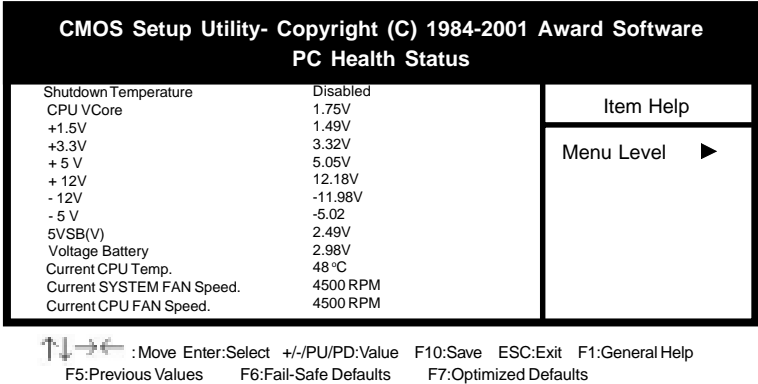 CMOS Setup Utility- Copyright (C) 1984-2001 Award Software
PC Health Status
Shutdown Temperature Disabled
CPU VCore 1.75V
+1.5V 1.49V
+3.3V 3.32V
+ 5 V 5.05V
+ 12V 12.18V
- 12V -11.98V
- 5 V -5.02
5VSB(V) 2.49V
Voltage Battery 2.98V
Current CPU Temp. 48 °C
Current SYSTEM FAN Speed. 4500 RPM
Current CPU FAN Speed. 4500 RPM
Item Help
Menu Level ►
↑↓→← : Move Enter:Select +/-/PU/PD:Value F10:Save ESC:Exit F1:General Help
F5:Previous Values F6:Fail-Safe Defaults F7:Optimized Defaults